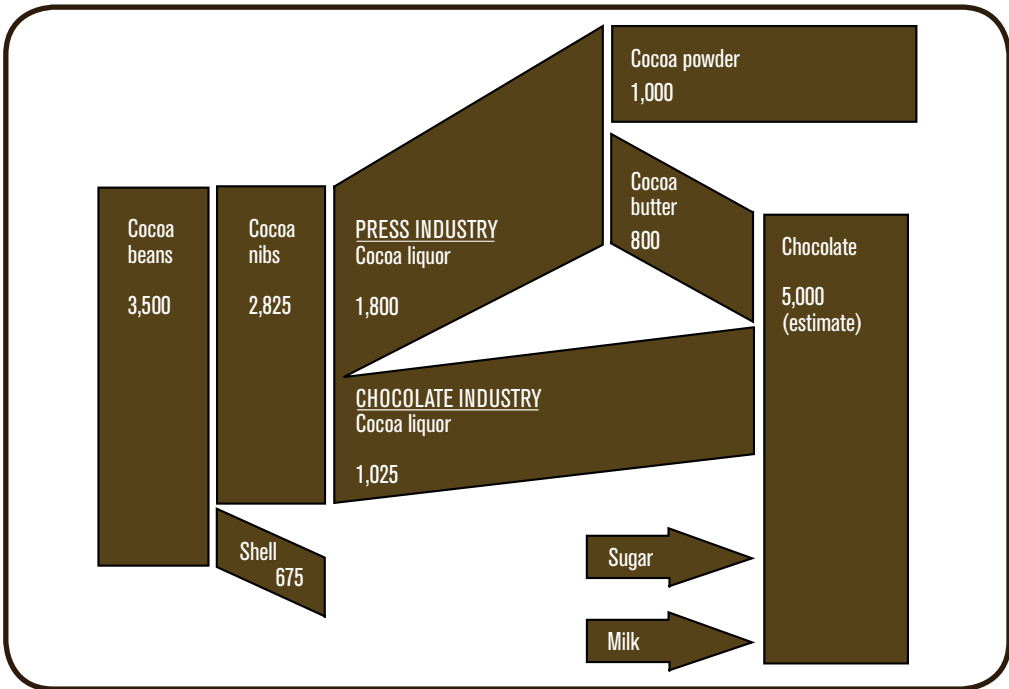 Cocoa
beans
3,500
Cocoa
nibs
2,825
Shell
675
PRESS INDUSTRY
Cocoa liquor
1,800
CHOCOLATE INDUSTRY
Cocoa liquor
1,025
Cocoa powder
1,000
Cocoa
butter
800
Sugar
Milk
Chocolate
5,000
(estimate)